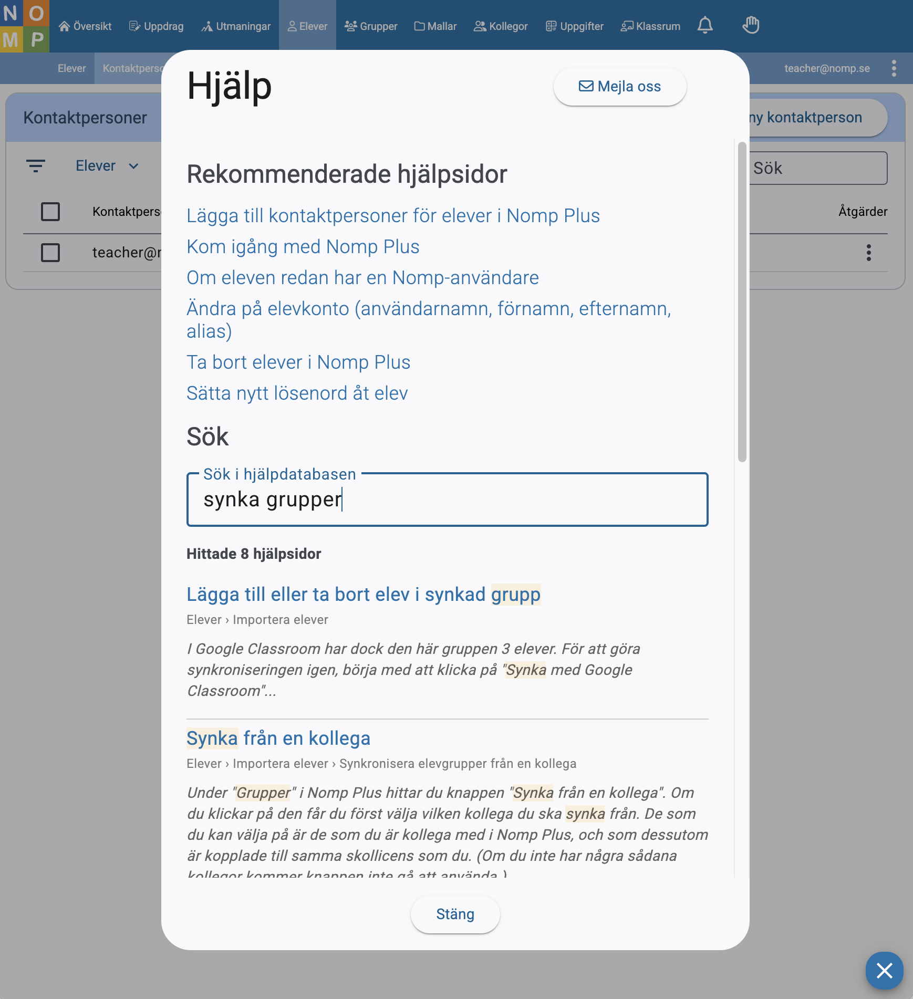 N O
M P
Översikt Uppdrag Utmaningar Elever Grupper Mallar Kollegor Uppgifter Klassrum
Elever
teacher@nomp.se
Kontaktpersoner
ny kontaktperson
Elever
Sök
Åtgärder
Hjälp
Mejla oss
Rekommenderade hjälpsidor
Lägga till kontaktpersoner för elever i Nomp Plus
Kom igång med Nomp Plus
Om eleven redan har en Nomp-användare
Ändra på elevkonto (användarnamn, förnamn, efternamn,
alias)
Ta bort elever i Nomp Plus
Sätta nytt lösenord åt elev
Sök
Sök i hjälpdatabasen
synka grupper
Hittade 8 hjälpsidor
Lägga till eller ta bort elev i synkad grupp
Elever › Importera elever
I Google Classroom har dock den här gruppen 3 elever. För att göra
synkroniseringen igen, börja med att klicka på "Synka med Google
Classroom"...
Synka från en kollega
Elever › Importera elever › Synkronisera elevgrupper från en kollega
Under "Grupper" i Nomp Plus hittar du knappen "Synka från en kollega". Om
du klickar på den får du först välja vilken kollega du ska synka från. De som
du kan välja på är de som du är kollega med i Nomp Plus, och som dessutom
är kopplade till samma skollicens som du. (Om du inte har några sådana
kollegor kommer knappen inte gå att använda.)
Stäng